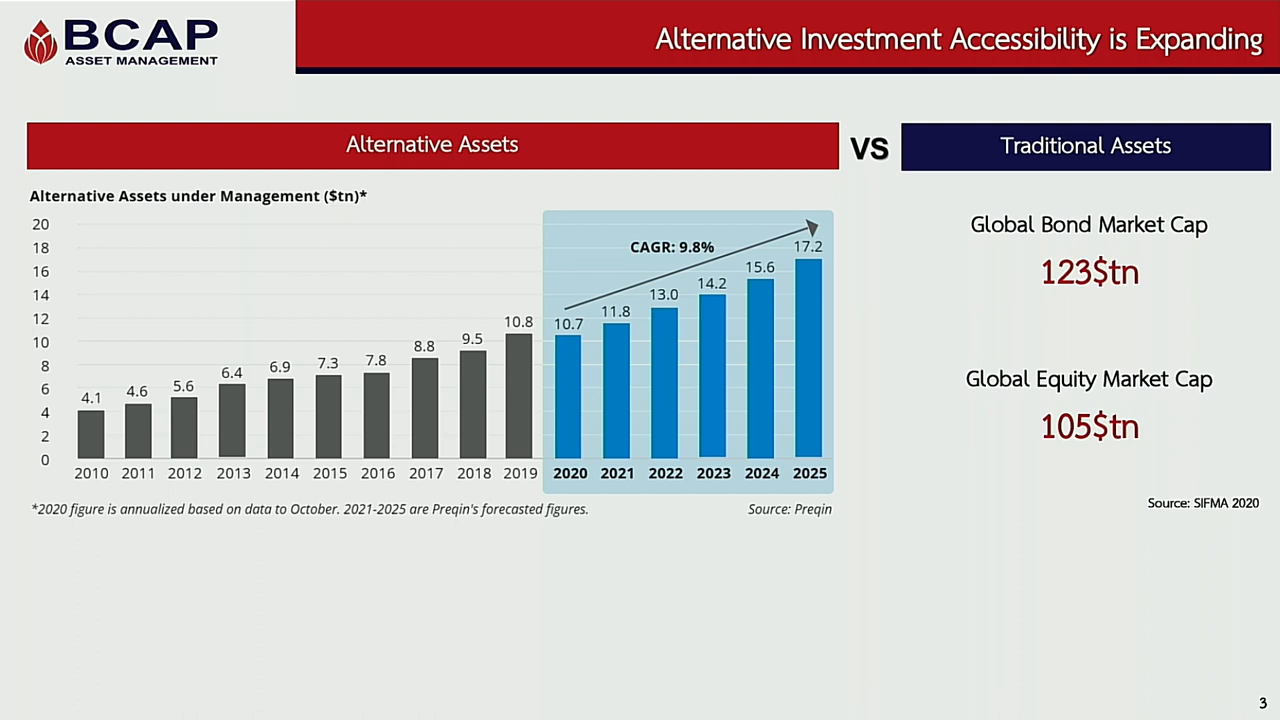 BCAP
ASSET MANAGEMENT
Alternative Investment Accessibility is Expanding
Alternative Assets
VS
Traditional Assets
Alternative Assets under Management ($tn)*
20
18
16
14
12
10
8
6
4
2
0
CAGR: 9.8%
4.1 4.6 5.6 6.4 6.9 7.3 7.8 8.8 9.5 10.8 10.7 11.8 13.0 14.2 15.6 17.2
2010 2011 2012 2013 2014 2015 2016 2017 2018 2019 2020 2021 2022 2023 2024 2025
*2020 figure is annualized based on data to October. 2021-2025 are Preqin's forecasted figures.
Source: Preqin
Global Bond Market Cap
123$tn
Global Equity Market Cap
105$tn
Source: SIFMA 2020
3